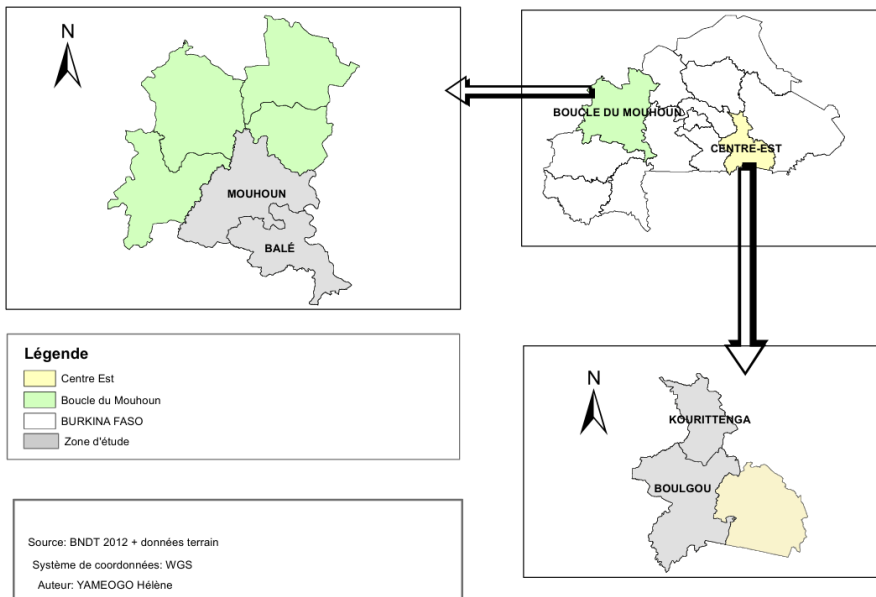 N
MOUHOUN
BALÉ
BOUCLE DU MOUHOUN
CENTRE-EST
Légende
Centre Est
Boucle du Mouhoun
BURKINA FASO
Zone d'étude
N
KOURITTENGA
BOULGOU
Source: BNDT 2012 + données terrain
Système de coordonnées: WGS
Auteur: YAMEOGO Hélène